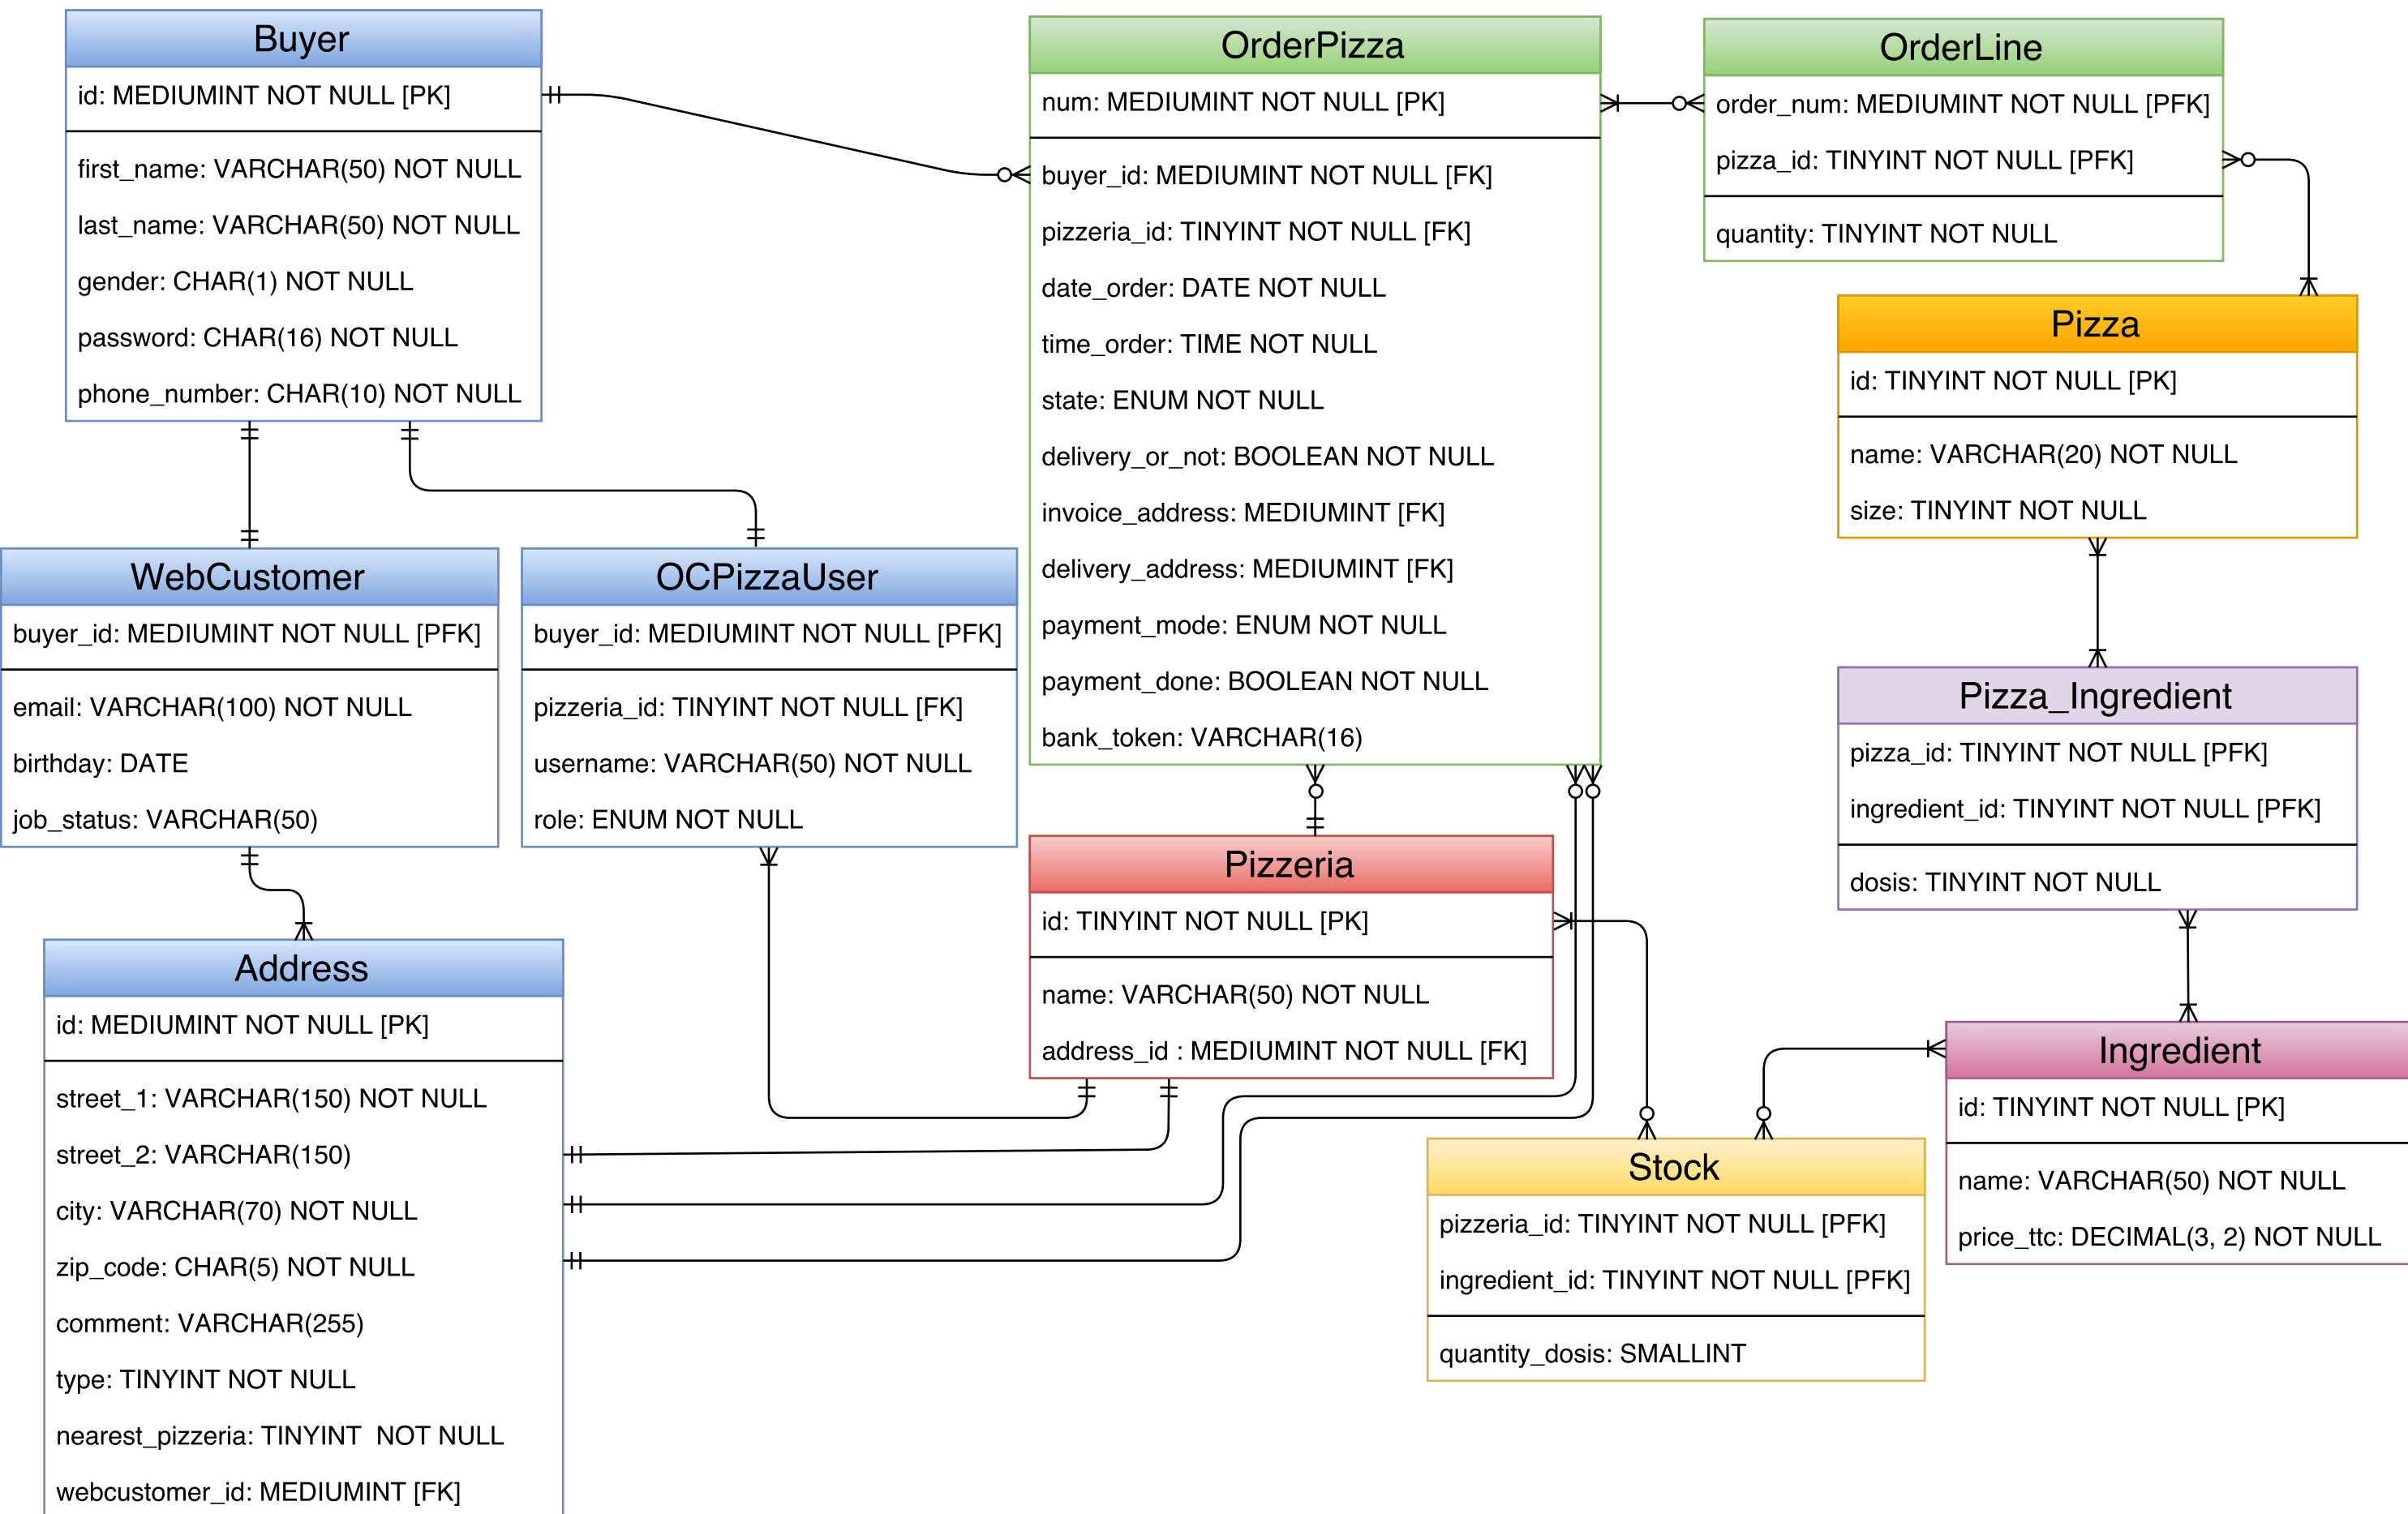 Buyer
id: MEDIUMINT NOT NULL [PK]
first_name: VARCHAR(50) NOT NULL
last_name: VARCHAR(50) NOT NULL
gender: CHAR(1) NOT NULL
password: CHAR(16) NOT NULL
phone_number: CHAR(10) NOT NULL
OrderPizza
num: MEDIUMINT NOT NULL [PK]
buyer_id: MEDIUMINT NOT NULL [FK]
pizzeria_id: TINYINT NOT NULL [FK]
date_order: DATE NOT NULL
time_order: TIME NOT NULL
state: ENUM NOT NULL
delivery_or_not: BOOLEAN NOT NULL
invoice_address: MEDIUMINT [FK]
delivery_address: MEDIUMINT [FK]
payment_mode: ENUM NOT NULL
payment_done: BOOLEAN NOT NULL
bank_token: VARCHAR(16)
OrderLine
order_num: MEDIUMINT NOT NULL [PFK]
pizza_id: TINYINT NOT NULL [PFK]
quantity: TINYINT NOT NULL
Pizza
id: TINYINT NOT NULL [PK]
name: VARCHAR(20) NOT NULL
size: TINYINT NOT NULL
WebCustomer
buyer_id: MEDIUMINT NOT NULL [PFK]
email: VARCHAR(100) NOT NULL
birthday: DATE
job_status: VARCHAR(50)
OCPizzaUser
buyer_id: MEDIUMINT NOT NULL [PFK]
pizzeria_id: TINYINT NOT NULL [FK]
username: VARCHAR(50) NOT NULL
role: ENUM NOT NULL
Pizza_Ingredient
pizza_id: TINYINT NOT NULL [PFK]
ingredient_id: TINYINT NOT NULL [PFK]
dosis: TINYINT NOT NULL
Pizzeria
id: TINYINT NOT NULL [PK]
name: VARCHAR(50) NOT NULL
address_id : MEDIUMINT NOT NULL [FK]
Address
id: MEDIUMINT NOT NULL [PK]
street_1: VARCHAR(150) NOT NULL
street_2: VARCHAR(150)
city: VARCHAR(70) NOT NULL
zip_code: CHAR(5) NOT NULL
comment: VARCHAR(255)
type: TINYINT NOT NULL
nearest_pizzeria: TINYINT  NOT NULL
webcustomer_id: MEDIUMINT [FK]
Ingredient
id: TINYINT NOT NULL [PK]
name: VARCHAR(50) NOT NULL
price_ttc: DECIMAL(3, 2) NOT NULL
Stock
pizzeria_id: TINYINT NOT NULL [PFK]
ingredient_id: TINYINT NOT NULL [PFK]
quantity_dosis: SMALLINT